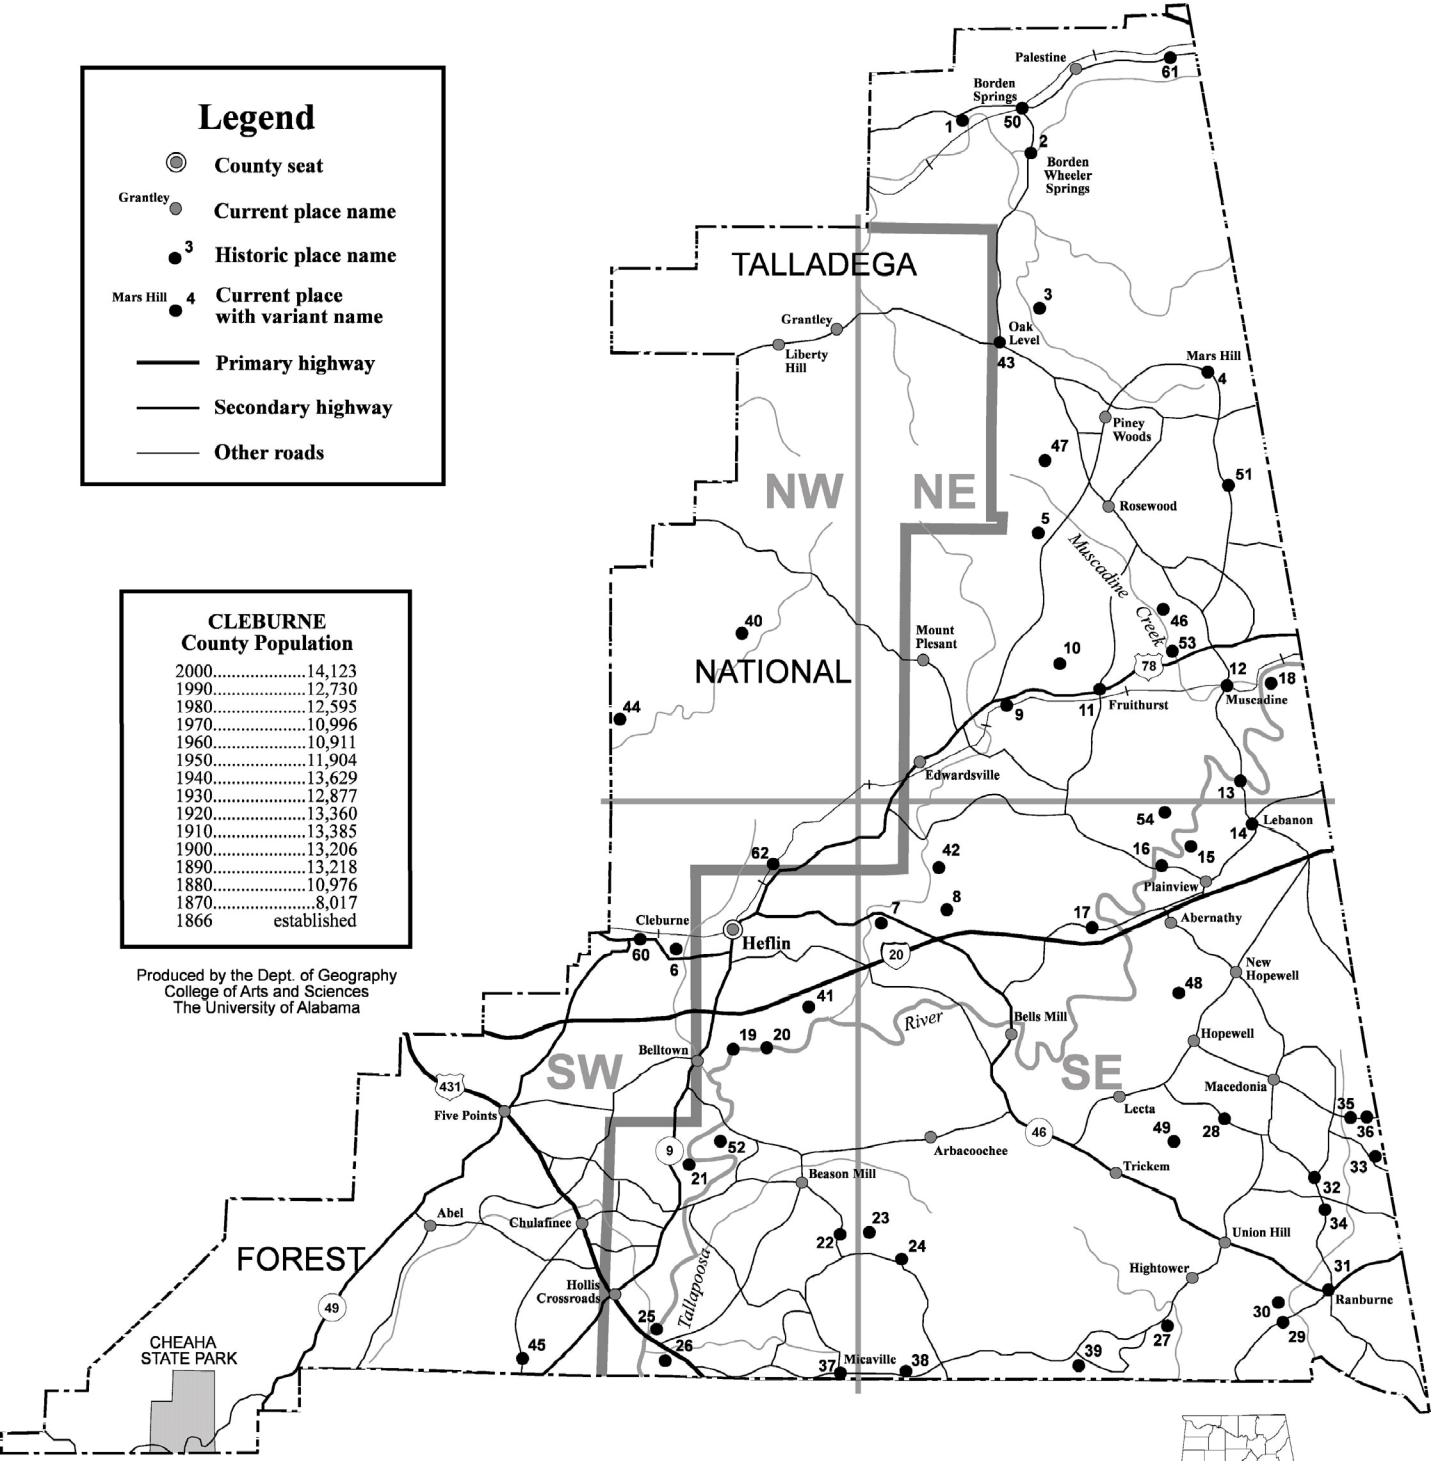 Legend
County seat
Grantley
Current place name
3
Historic place name
Mars Hill 4
Current place
with variant name
Primary highway
Secondary highway
Other roads
CLEBURNE
County Population
2000....................14,123
1990....................12,730
1980....................12,595
1970....................10,996
1960....................10,911
1950....................11,904
1940....................13,629
1930....................12,877
1920....................13,360
1910....................13,385
1900....................13,206
1890....................13,218
1880....................10,976
1870......................8,017
1866 established
Produced by the Dept. of Geography
College of Arts and Sciences
The University of Alabama
Palestine
61
Borden
Springs
1
50
2
Borden
Wheeler
Springs
TALLADEGA
3
Grantley
Oak
Level
Liberty
Hill
43
Mars Hill
4
Piney
Woods
47
51
NW
NE
Rosewood
5
Muscadine
Creek
40
46
Mount
Plesant
10
53
78
NATIONAL
12
18
44
9
11
Fruithurst
Muscadine
Edwardsville
13
54
14
Lebanon
62
42
16
15
Plainview
8
7
17
Abernathy
Cleburne
60
6
Heflin
20
New
Hopewell
48
41
River
Bells Mill
19
20
Hopewell
Belltown
SW
SE
431
Macedonia
Five Points
Lecta
35
36
46
49
28
9
52
Arbacoochee
33
21
Trickem
Beason Mill
32
Abel
Chulafinee
22
23
34
24
Union Hill
FOREST
Hightower
31
Hollis
Crossroads
Tallapoosa
Ranburne
49
25
30
29
27
CHEAHA
STATE PARK
45
26
37
Micaville
38
39